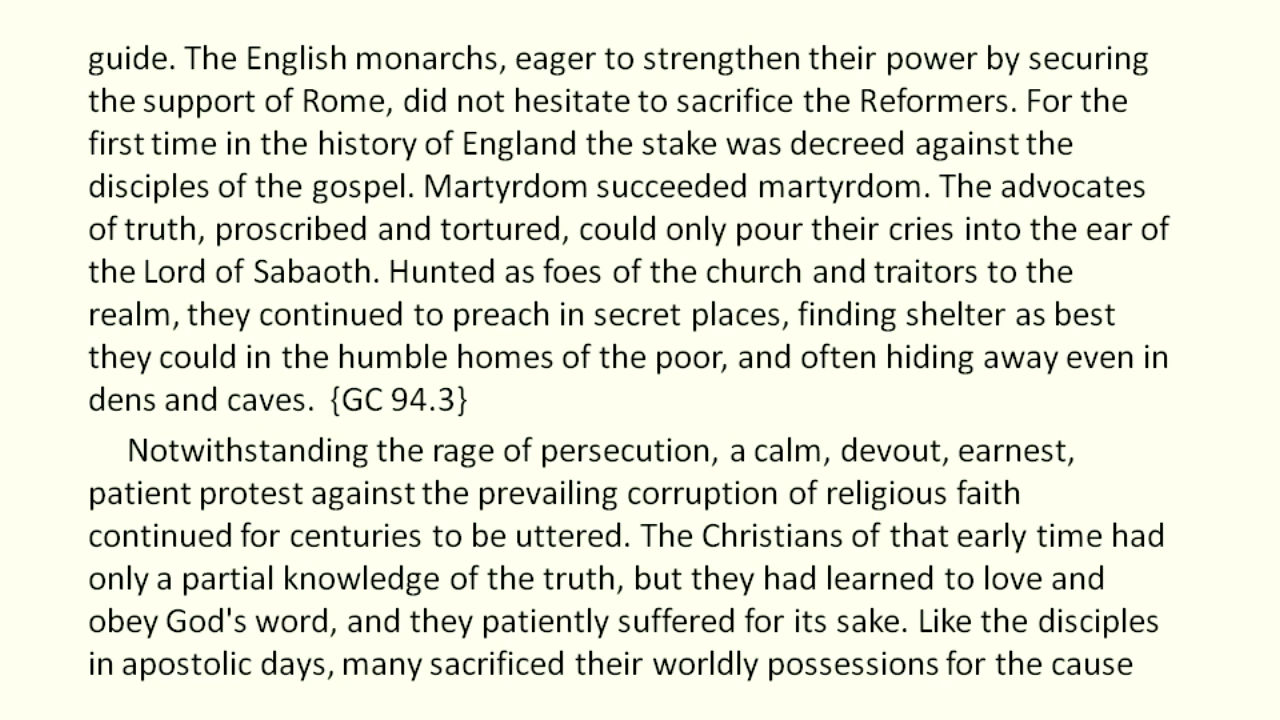 guide. The English monarchs, eager to strengthen their power by securing
the support of Rome, did not hesitate to sacrifice the Reformers. For the
first time in the history of England the stake was decreed against the
disciples of the gospel. Martyrdom succeeded martyrdom. The advocates
of truth, proscribed and tortured, could only pour their cries into the ear of
the Lord of Sabaoth. Hunted as foes of the church and traitors to the
realm, they continued to preach in secret places, finding shelter as best
they could in the humble homes of the poor, and often hiding away even in
dens and caves.  {GC 94.3}
Notwithstanding the rage of persecution, a calm, devout, earnest,
patient protest against the prevailing corruption of religious faith
continued for centuries to be uttered. The Christians of that early time had
only a partial knowledge of the truth, but they had learned to love and
obey God's word, and they patiently suffered for its sake. Like the disciples
in apostolic days, many sacrificed their worldly possessions for the cause